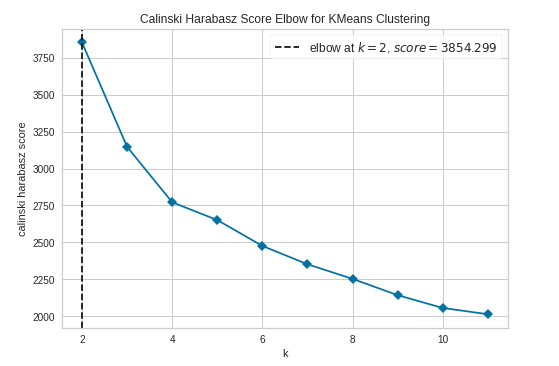 Calinski Harabasz Score Elbow for KMeans Clustering
elbow at k = 2, score = 3854.299
calinski harabasz score
3750
3500
3250
3000
2750
2500
2250
2000
2 4 6 8 10
k